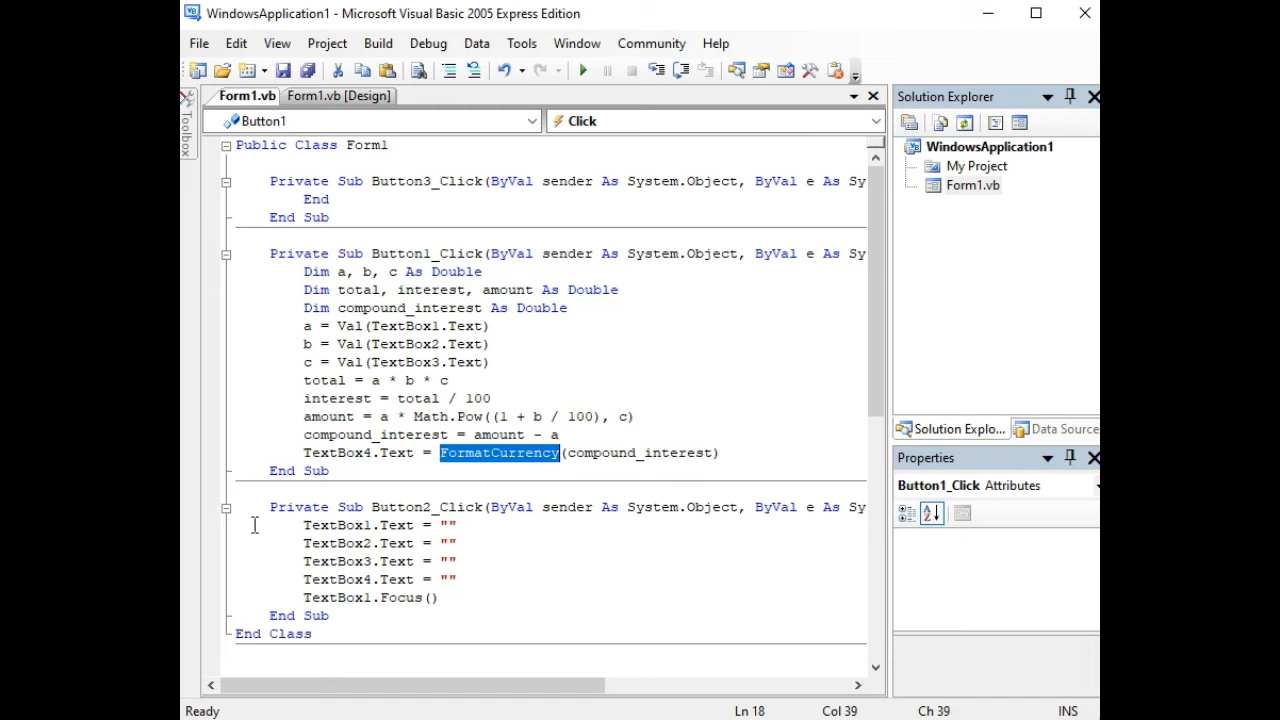 WindowsApplication1 - Microsoft Visual Basic 2005 Express Edition
File Edit View Project Build Debug Data Tools Window Community Help
Form1.vb Form1.vb [Design]
Solution Explorer
Button1 Click
Toolbox
Public Class Form1
WindowsApplication1
My Project
Form1.vb
Private Sub Button3_Click(ByVal sender As System.Object, ByVal e As Sy
End
End Sub
Private Sub Button1_Click(ByVal sender As System.Object, ByVal e As Sy
Dim a, b, c As Double
Dim total, interest, amount As Double
Dim compound_interest As Double
a = Val(TextBox1.Text)
b = Val(TextBox2.Text)
c = Val(TextBox3.Text)
total = a * b * c
interest = total / 100
amount = a * Math.Pow((1 + b / 100), c)
compound_interest = amount - a
TextBox4.Text = FormatCurrency(compound_interest)
End Sub
Private Sub Button2_Click(ByVal sender As System.Object, ByVal e As Sy
TextBox1.Text = ""
TextBox2.Text = ""
TextBox3.Text = ""
TextBox4.Text = ""
TextBox1.Focus()
End Sub
End Class
Solution Explo... Data Source
Properties
Button1_Click Attributes
Ready Ln 18 Col 39 Ch 39 INS